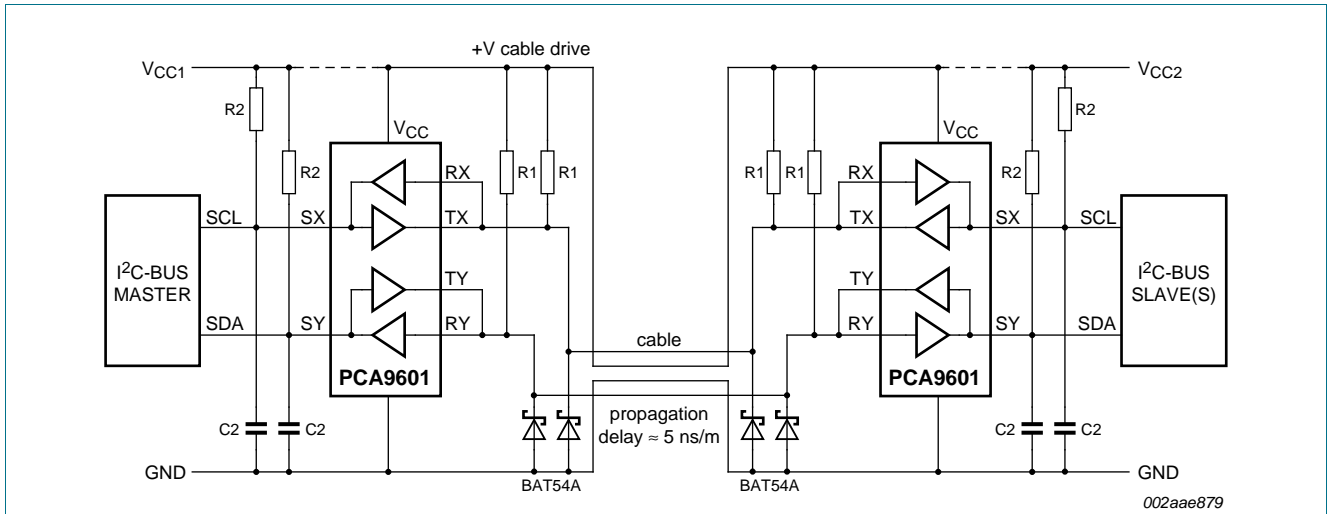 +V cable drive
VCC1
VCC2
R2
R2
VCC
R1
R1
R1
R1
VCC
R2
R2
RX
RX
SCL
SX
TX
TX
SX
SCL
I²C-BUS
MASTER
I²C-BUS
SLAVE(S)
TY
TY
SDA
SY
RY
RY
SY
SDA
cable
PCA9601
PCA9601
propagation
delay ≈ 5 ns/m
C2
C2
C2
C2
GND
GND
BAT54A
BAT54A
002aae879